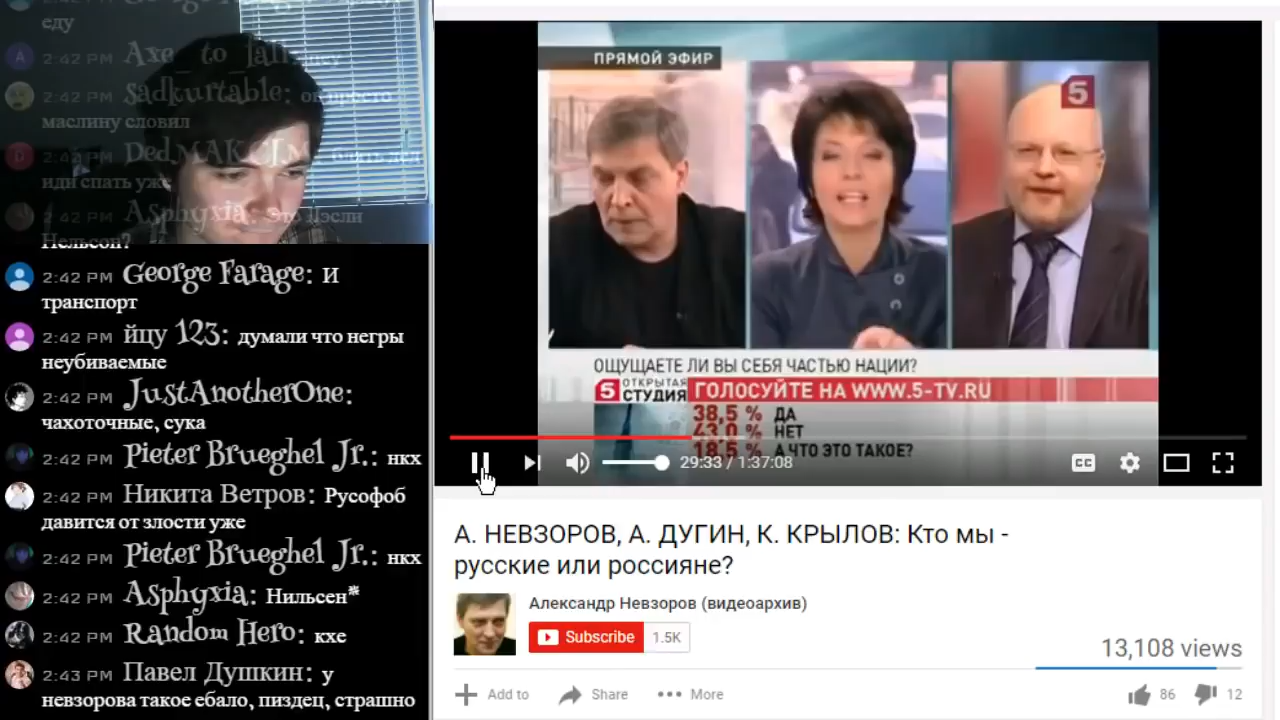 еду
2:42 PM Axe_to_fall:
2:42 PM Sadkurtable: он просто
маслину словил
2:42 PM Ded_MAKCIM: блять дед
иди спать уже
2:42 PM Asphyxia: Это Лэсли
Нельсон?
2:42 PM George Farage: и
транспорт
2:42 PM йцу 123: думали что негры
неубиваемые
2:42 PM JustAnotherOne:
чахоточные, сука
2:42 PM Pieter Brueghel Jr.: нкх
2:42 PM Никита Ветров: Русофоб
давится от злости уже
2:42 PM Pieter Brueghel Jr.: нкх
2:42 PM Asphyxia: Нильсен*
2:42 PM Random Hero: кхе
2:43 PM Павел Душкин: у
невзорова такое ебало, пиздец, страшно
ПРЯМОЙ ЭФИР
5
ОЩУЩАЕТЕ ЛИ ВЫ СЕБЯ ЧАСТЬЮ НАЦИИ?
5 ОТКРЫТАЯ СТУДИЯ ГОЛОСУЙТЕ НА WWW.5-TV.RU
38,5 % ДА
43,0 % НЕТ
18,5 % А ЧТО ЭТО ТАКОЕ?
29:33 / 1:37:08
CC
А. НЕВЗОРОВ, А. ДУГИН, К. КРЫЛОВ: Кто мы -
русские или россияне?
Александр Невзоров (видеоархив)
Subscribe 1.5K
13,108 views
Add to Share More 86 12